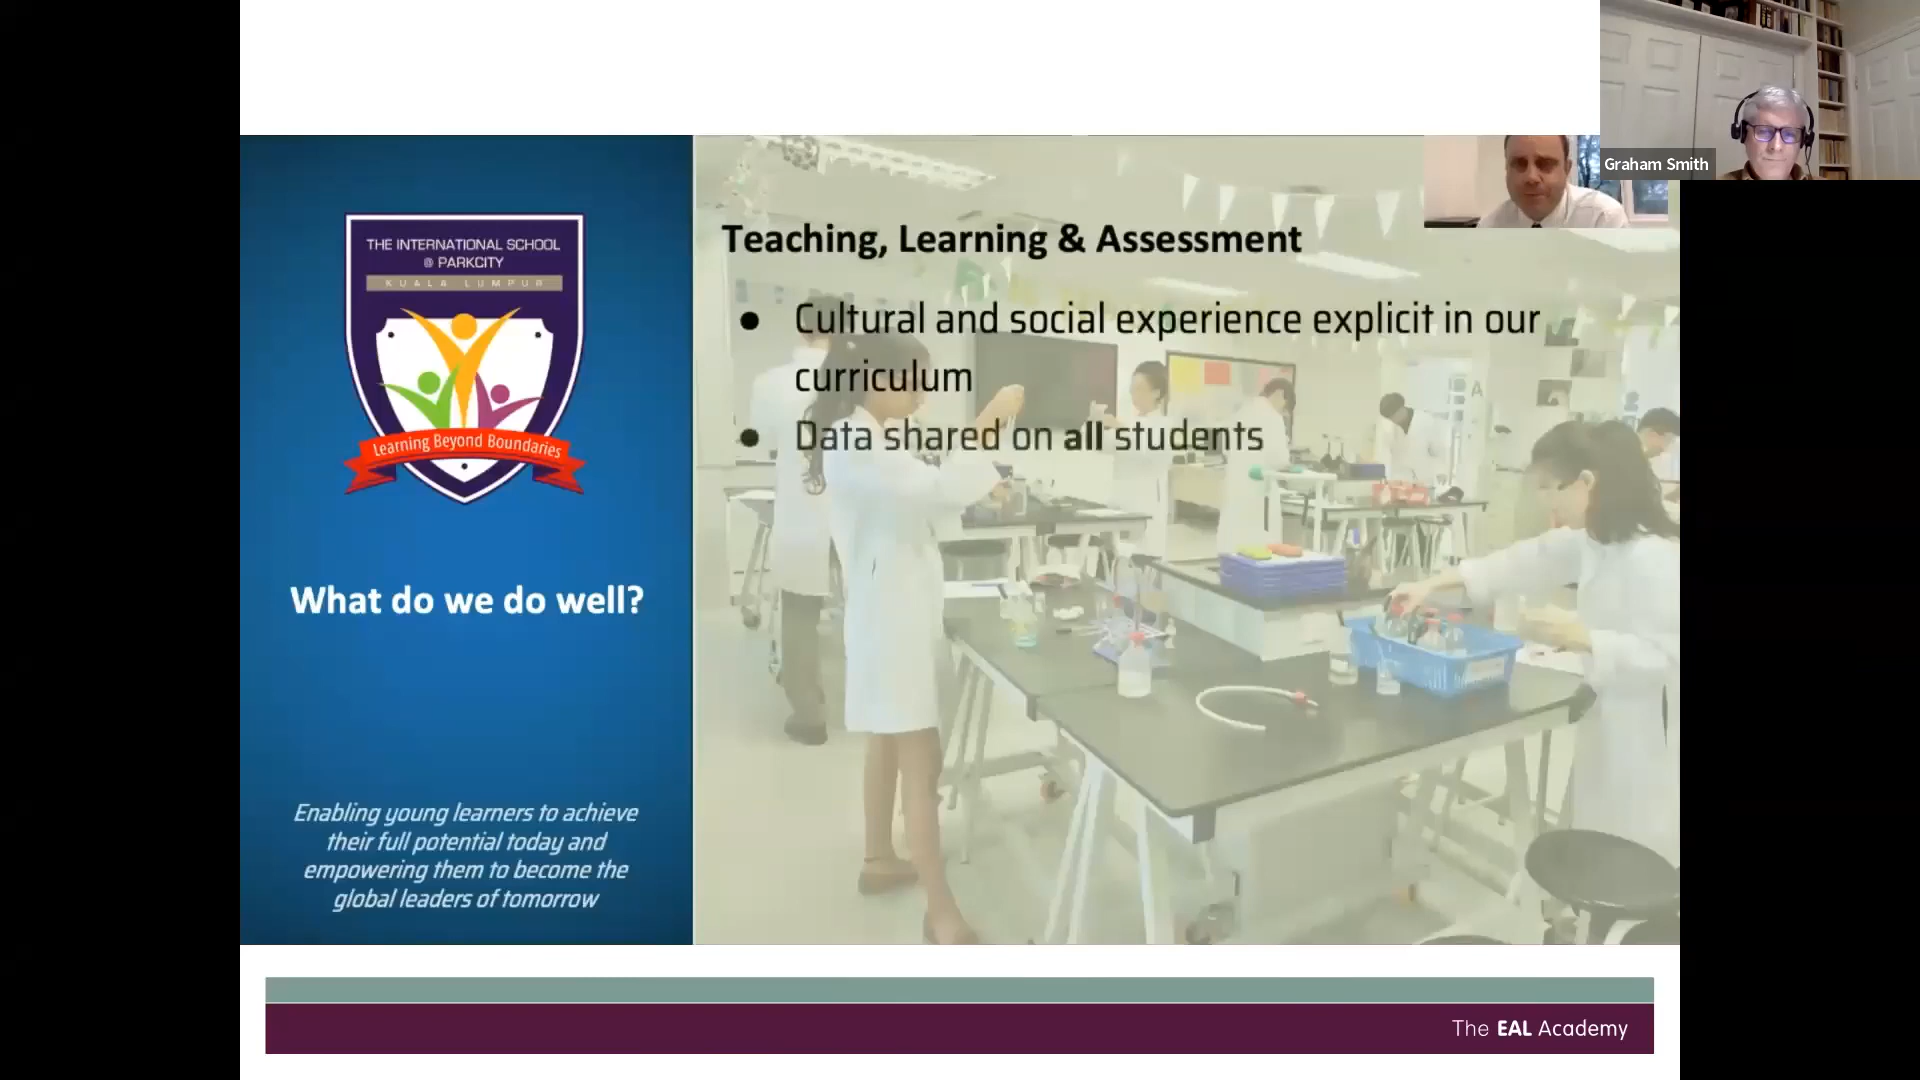 Graham Smith
THE INTERNATIONAL SCHOOL
@ PARKCITY
KUALA LUMPUR
Learning Beyond Boundaries
What do we do well?
Enabling young learners to achieve
their full potential today and
empowering them to become the
global leaders of tomorrow
Teaching, Learning & Assessment
● Cultural and social experience explicit in our
curriculum
● Data shared on all students
The EAL Academy